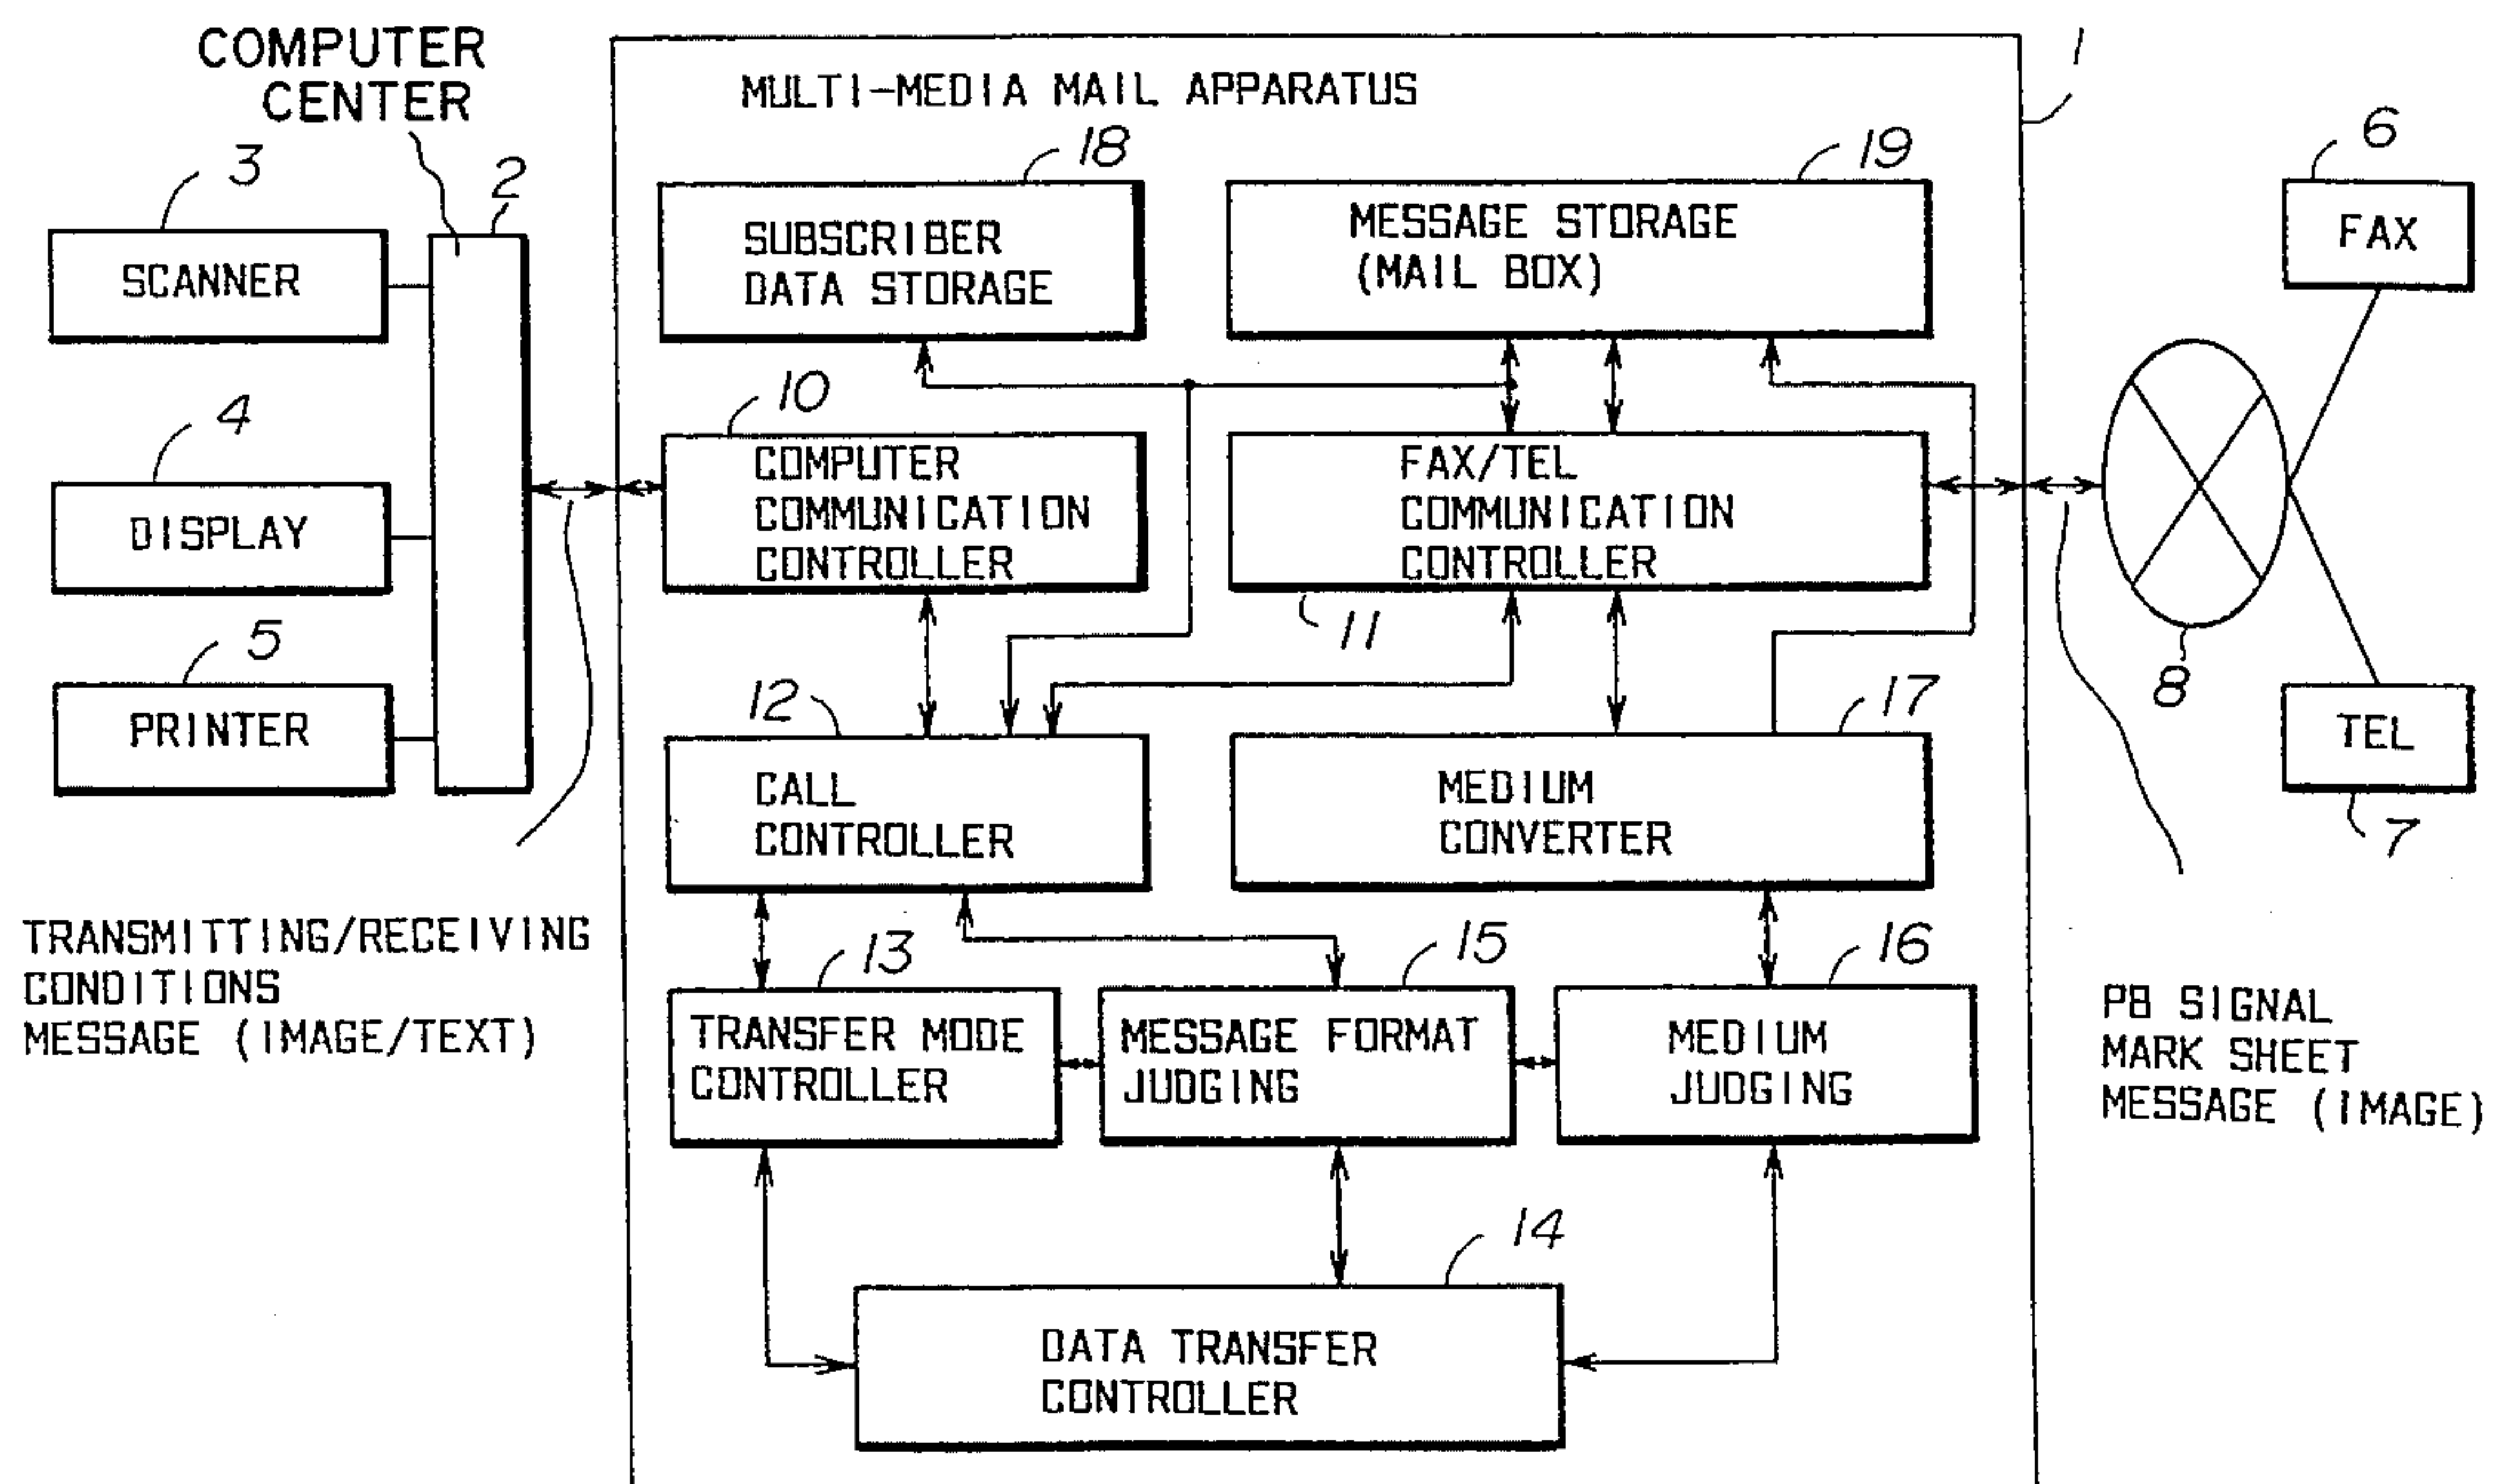 COMPUTER
CENTER
1
MULTI-MEDIA MAIL APPARATUS
3
2
18
19
6
SCANNER
SUBSCRIBER
DATA STORAGE
MESSAGE STORAGE
(MAIL BOX)
FAX
4
10
DISPLAY
COMPUTER
COMMUNICATION
CONTROLLER
FAX/TEL
COMMUNICATION
CONTROLLER
5
11
8
PRINTER
12
17
TEL
7
CALL
CONTROLLER
MEDIUM
CONVERTER
TRANSMITTING/RECEIVING
CONDITIONS
MESSAGE (IMAGE/TEXT)
13
15
16
TRANSFER MODE
CONTROLLER
MESSAGE FORMAT
JUDGING
MEDIUM
JUDGING
PB SIGNAL
MARK SHEET
MESSAGE (IMAGE)
14
DATA TRANSFER
CONTROLLER